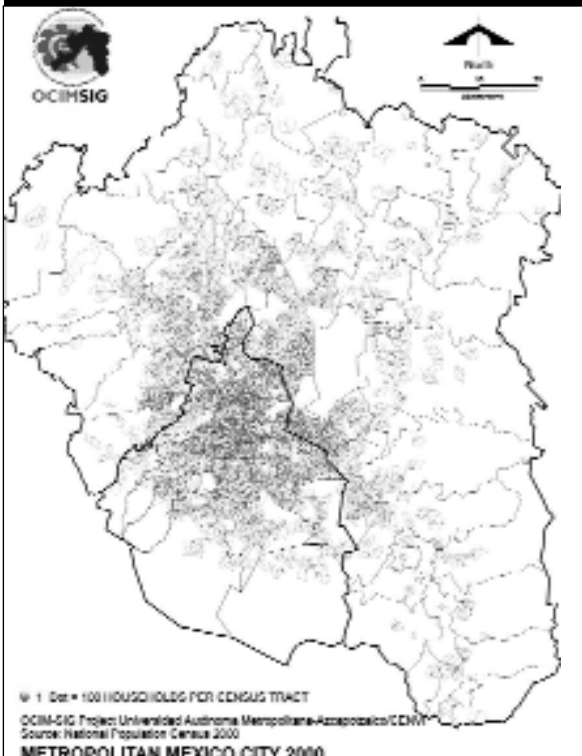 OCIMSIG
North
1 Dot = 100 HOUSEHOLDS PER CENSUS TRACT
OCIM-SIG Project Universidad Autónoma Metropolitana-Azcapotzalco/CENVI
Source: National Population Census 2000
METROPOLITAN MEXICO CITY 2000